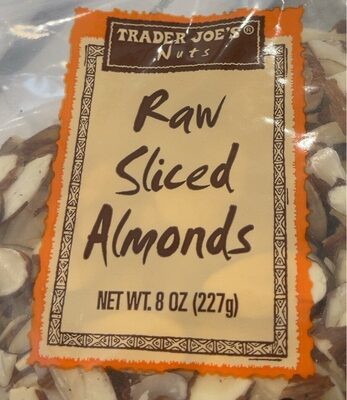 TRADER JOE'S®
Nuts
Raw
Sliced
Almonds
NET WT. 8 OZ (227g)